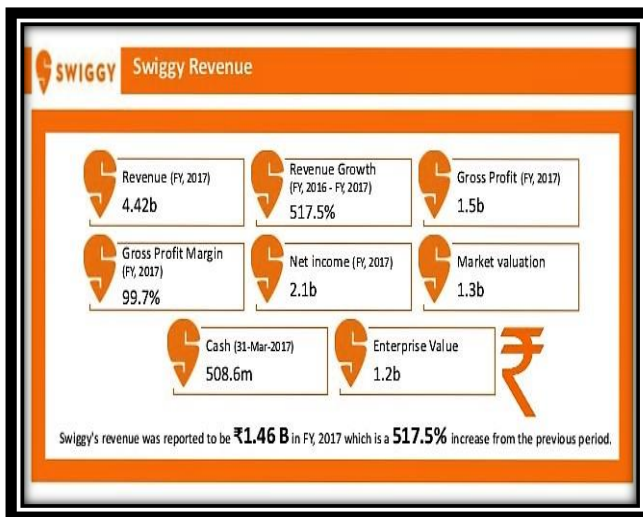 SWIGGY
Swiggy Revenue
Revenue (FY, 2017)
4.42b
Revenue Growth
(FY, 2016 - FY, 2017)
517.5%
Gross Profit (FY, 2017)
1.5b
Gross Profit Margin
(FY, 2017)
99.7%
Net income (FY, 2017)
2.1b
Market valuation
1.3b
Cash (31-Mar-2017)
508.6m
Enterprise Value
1.2b
₹
Swiggy's revenue was reported to be ₹1.46 B in FY, 2017 which is a 517.5% increase from the previous period.